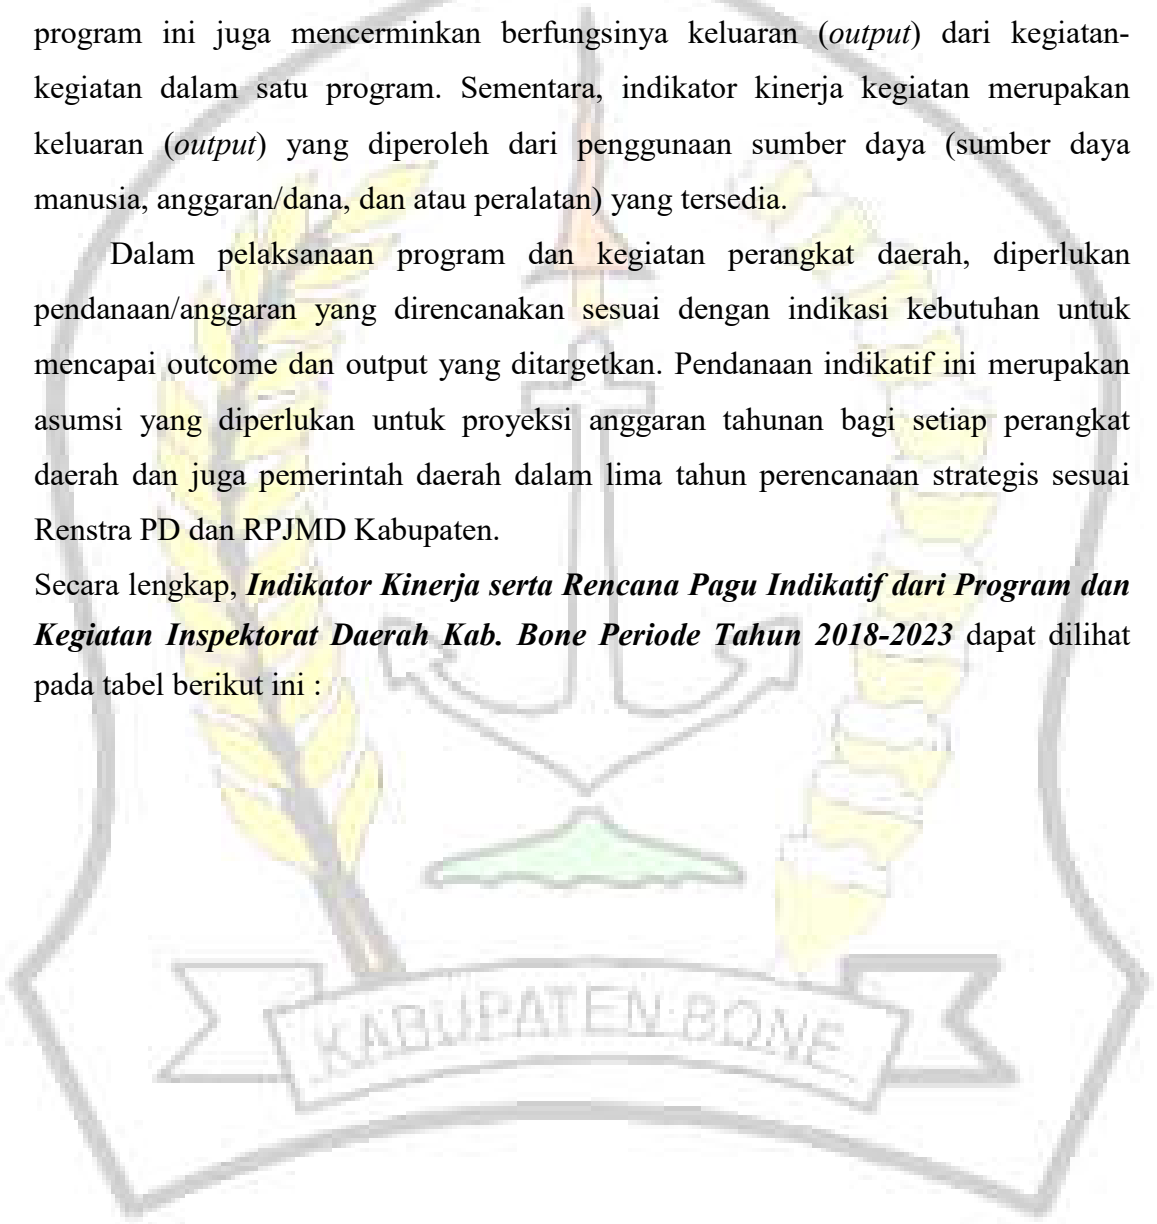 program ini juga mencerminkan berfungsinya keluaran (output) dari kegiatan-
kegiatan dalam satu program. Sementara, indikator kinerja kegiatan merupakan
keluaran (output) yang diperoleh dari penggunaan sumber daya (sumber daya
manusia, anggaran/dana, dan atau peralatan) yang tersedia.
Dalam pelaksanaan program dan kegiatan perangkat daerah, diperlukan
pendanaan/anggaran yang direncanakan sesuai dengan indikasi kebutuhan untuk
mencapai outcome dan output yang ditargetkan. Pendanaan indikatif ini merupakan
asumsi yang diperlukan untuk proyeksi anggaran tahunan bagi setiap perangkat
daerah dan juga pemerintah daerah dalam lima tahun perencanaan strategis sesuai
Renstra PD dan RPJMD Kabupaten.
Secara lengkap, Indikator Kinerja serta Rencana Pagu Indikatif dari Program dan
Kegiatan Inspektorat Daerah Kab. Bone Periode Tahun 2018-2023 dapat dilihat
pada tabel berikut ini :
KABUPATEN BONE